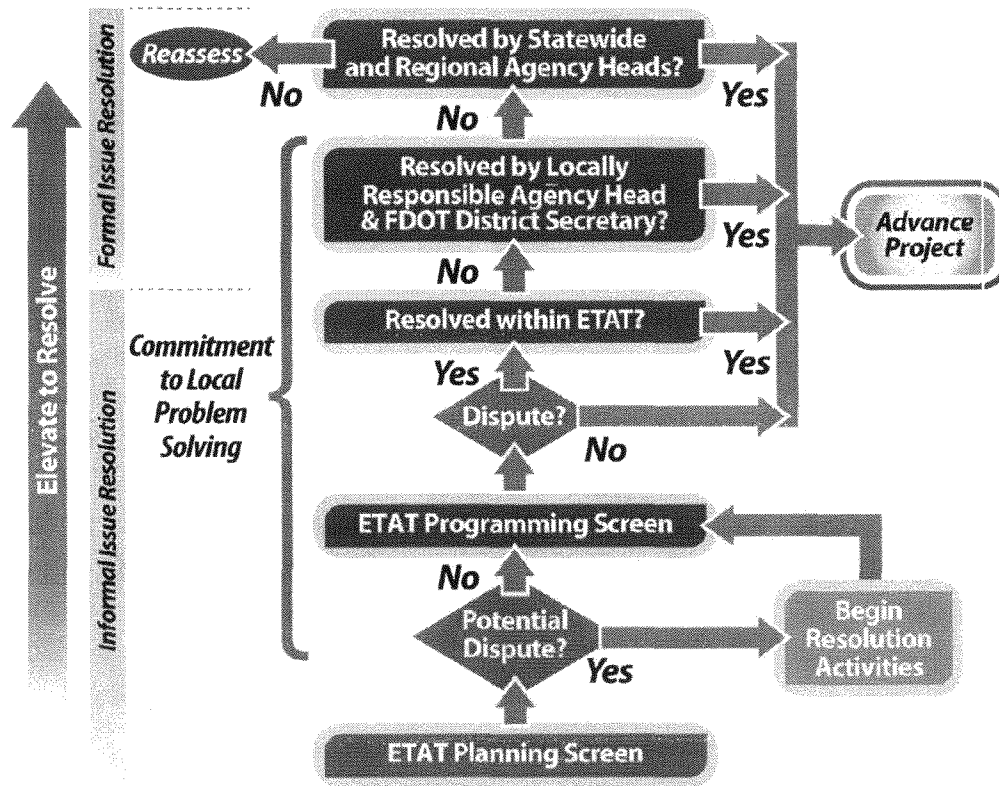 Elevate to Resolve
Formal Issue Resolution
Informal Issue Resolution
Reassess
No
Resolved by Statewide
and Regional Agency Heads?
Yes
No
Resolved by Locally
Responsible Agency Head
& FDOT District Secretary?
Yes
Advance
Project
No
Resolved within ETAT?
Yes
Commitment
to Local
Problem
Solving
Yes
Dispute?
No
ETAT Programming Screen
No
Potential
Dispute?
Yes
Begin
Resolution
Activities
ETAT Planning Screen